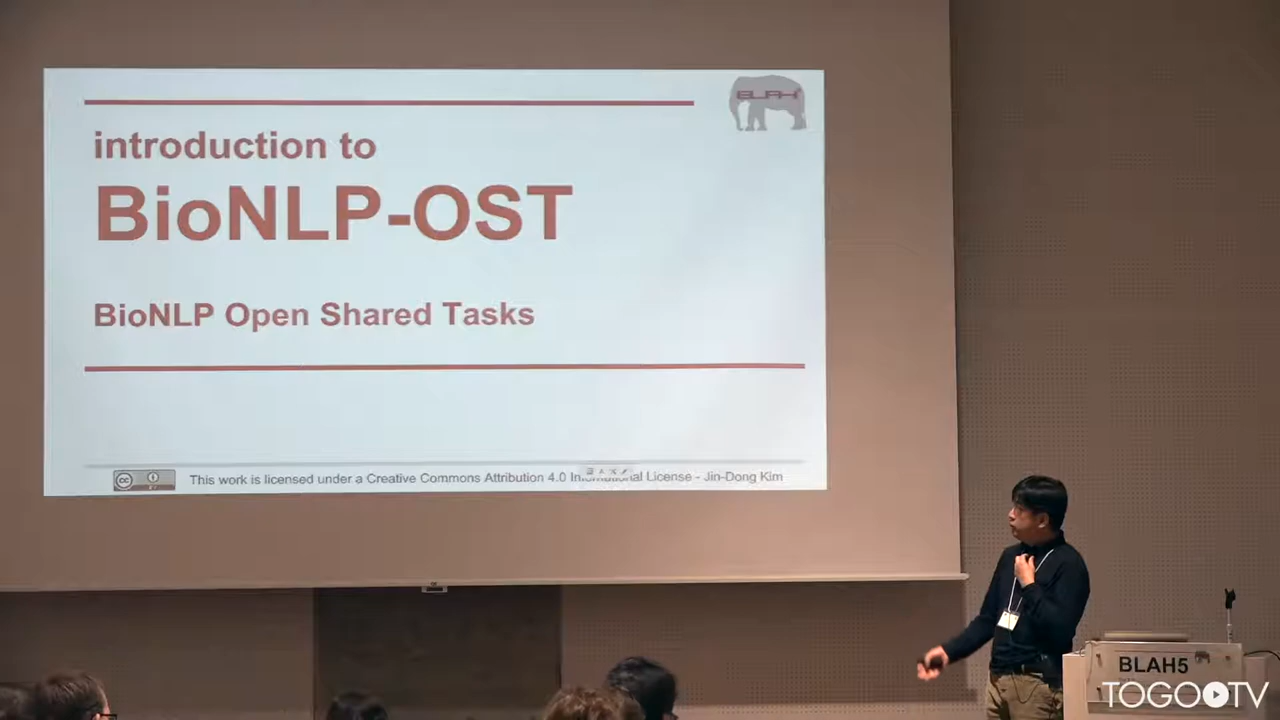 BLAH
introduction to
BioNLP-OST
BioNLP Open Shared Tasks
This work is licensed under a Creative Commons Attribution 4.0 International License - Jin-Dong Kim
BLAH5
TOGOTV